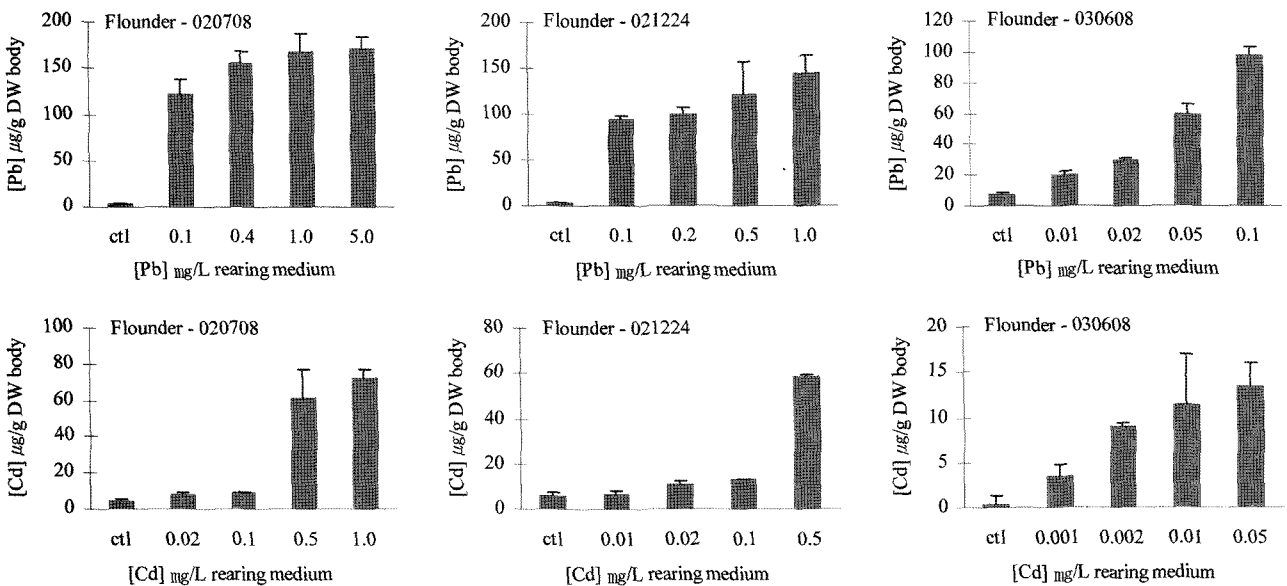 Flounder - 020708
[Pb] µg/g DW body
200
150
100
50
0
ctl 0.1 0.4 1.0 5.0
[Pb] mg/L rearing medium
Flounder - 021224
[Pb] µg/g DW body
200
150
100
50
0
ctl 0.1 0.2 0.5 1.0
[Pb] mg/L rearing medium
Flounder - 030608
[Pb] µg/g DW body
120
100
80
60
40
20
0
ctl 0.01 0.02 0.05 0.1
[Pb] mg/L rearing medium
Flounder - 020708
[Cd] µg/g DW body
100
80
60
40
20
0
ctl 0.02 0.1 0.5 1.0
[Cd] mg/L rearing medium
Flounder - 021224
[Cd] µg/g DW body
80
60
40
20
0
ctl 0.01 0.02 0.1 0.5
[Cd] mg/L rearing medium
Flounder - 030608
[Cd] µg/g DW body
20
15
10
5
0
ctl 0.001 0.002 0.01 0.05
[Cd] mg/L rearing medium